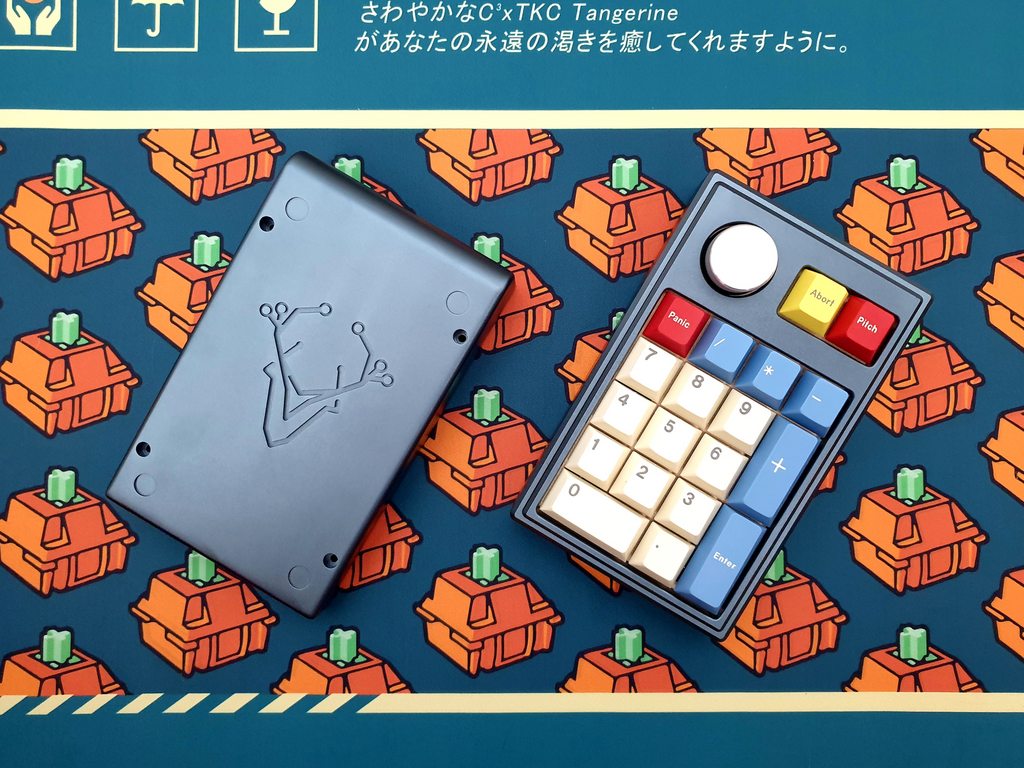 さわやかなC³xTKC Tangerine
があなたの永遠の渇きを癒してくれますように。
Abort
Pitch
Panic
/
*
-
7
8
9
+
4
5
6
1
2
3
Enter
0
.